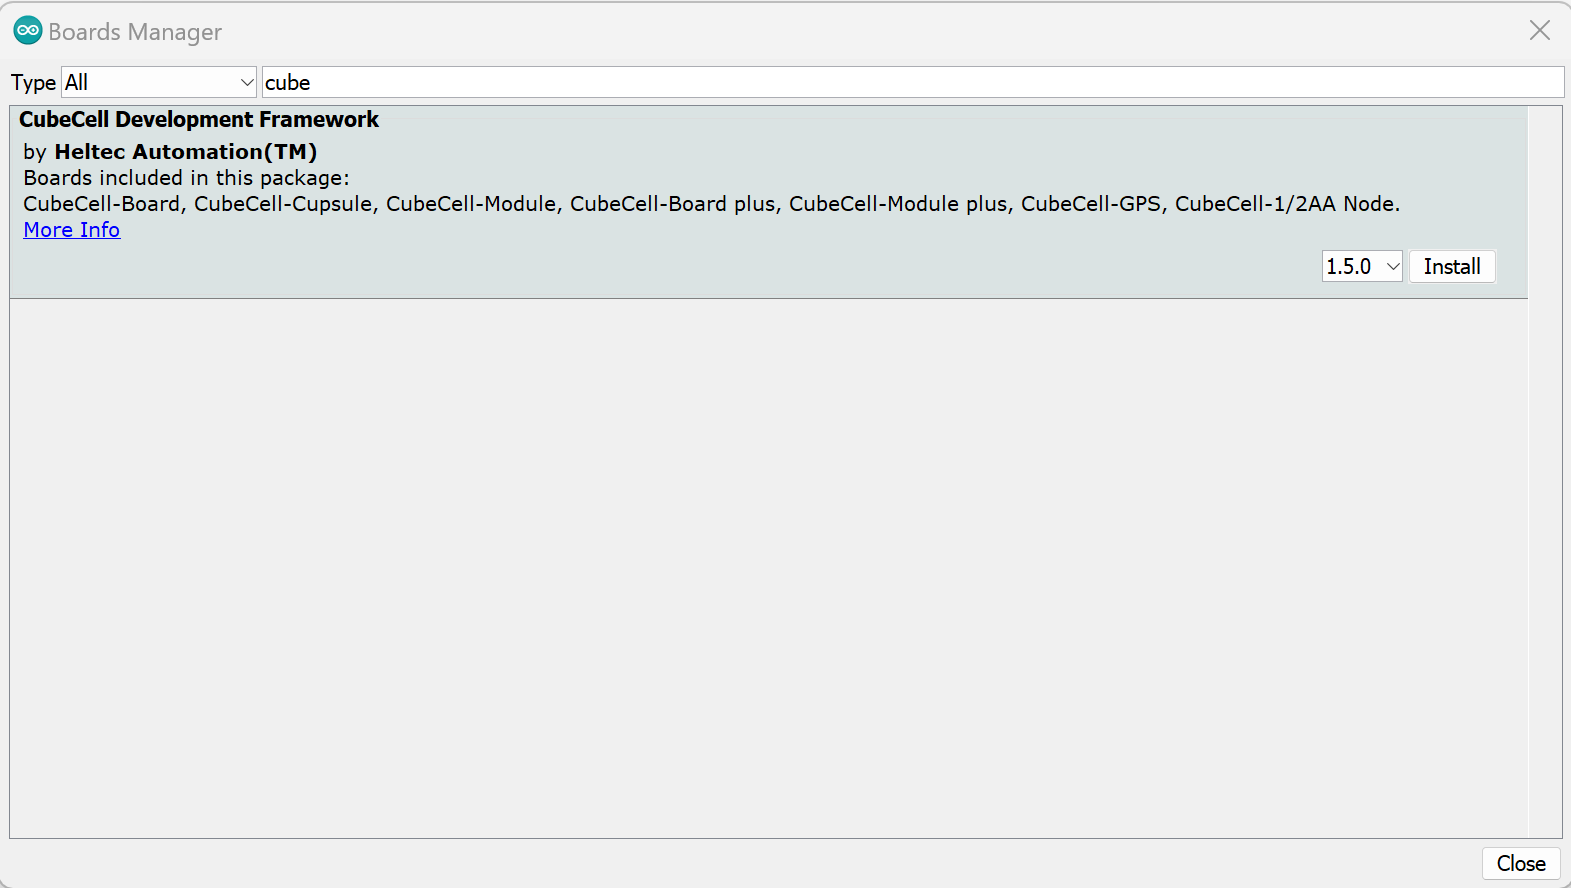 Boards Manager
Type All cube
CubeCell Development Framework
by Heltec Automation(TM)
Boards included in this package:
CubeCell-Board, CubeCell-Cupsule, CubeCell-Module, CubeCell-Board plus, CubeCell-Module plus, CubeCell-GPS, CubeCell-1/2AA Node.
More Info
1.5.0 Install
Close